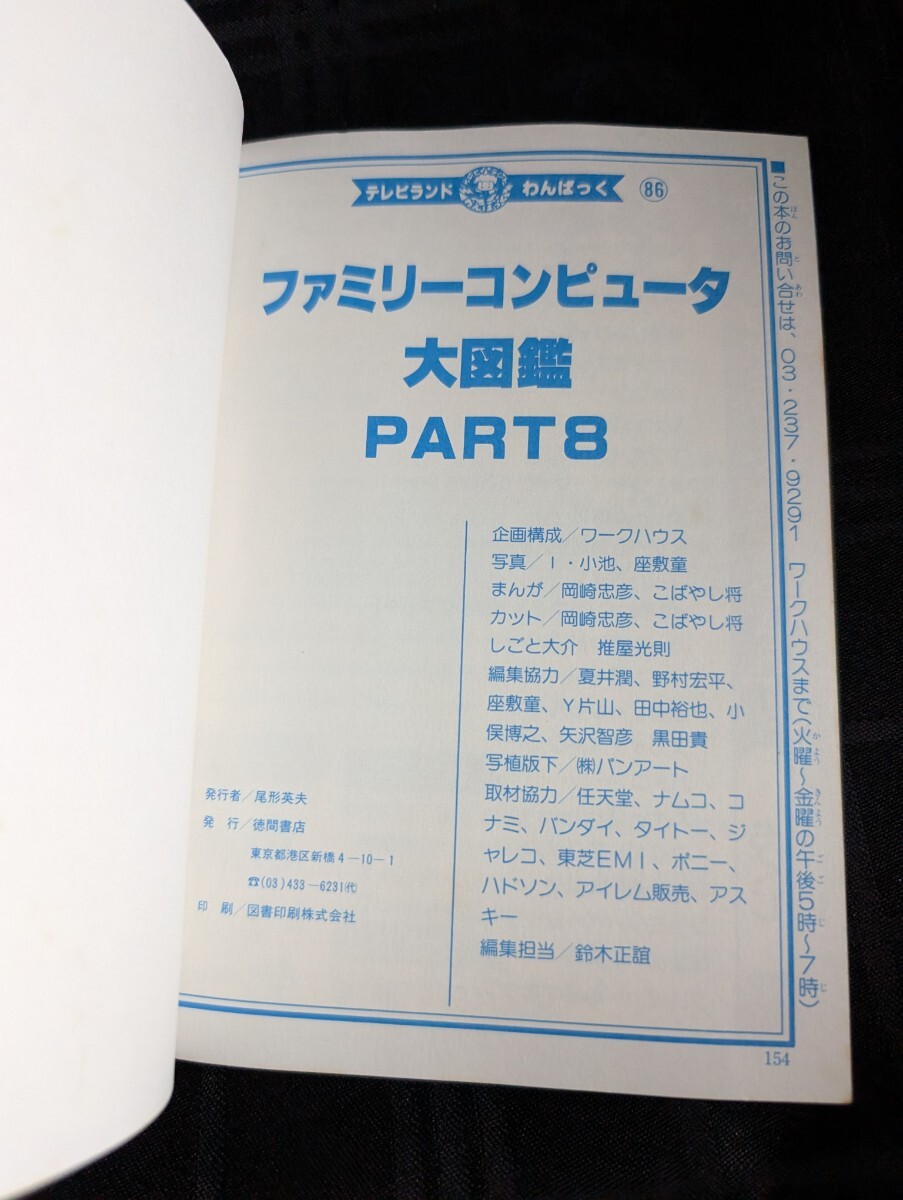 テレビランド わんぱっく 86
ファミリーコンピュータ
大図鑑
PART8
企画構成／ワークハウス
写真／I・小池、座敷童
まんが／岡崎忠彦、こばやし将
カット／岡崎忠彦、こばやし将
しごと大介　推屋光則
編集協力／夏井潤、野村宏平、
座敷童、Y片山、田中裕也、小
俣博之、矢沢智彦　黒田貴
写植版下／㈱バンアート
取材協力／任天堂、ナムコ、コ
ナミ、バンダイ、タイトー、ジ
ャレコ、東芝EMI、ポニー、
ハドソン、アイレム販売、アス
キー
編集担当／鈴木正誼
発行者／尾形英夫
発　行／徳間書店
東京都港区新橋4－10－1
☎(03)433－6231㈹
印　刷／図書印刷株式会社
■この本のお問い合せは、03・237・9291　ワークハウスまで(火曜～金曜の午後5時～7時)
154